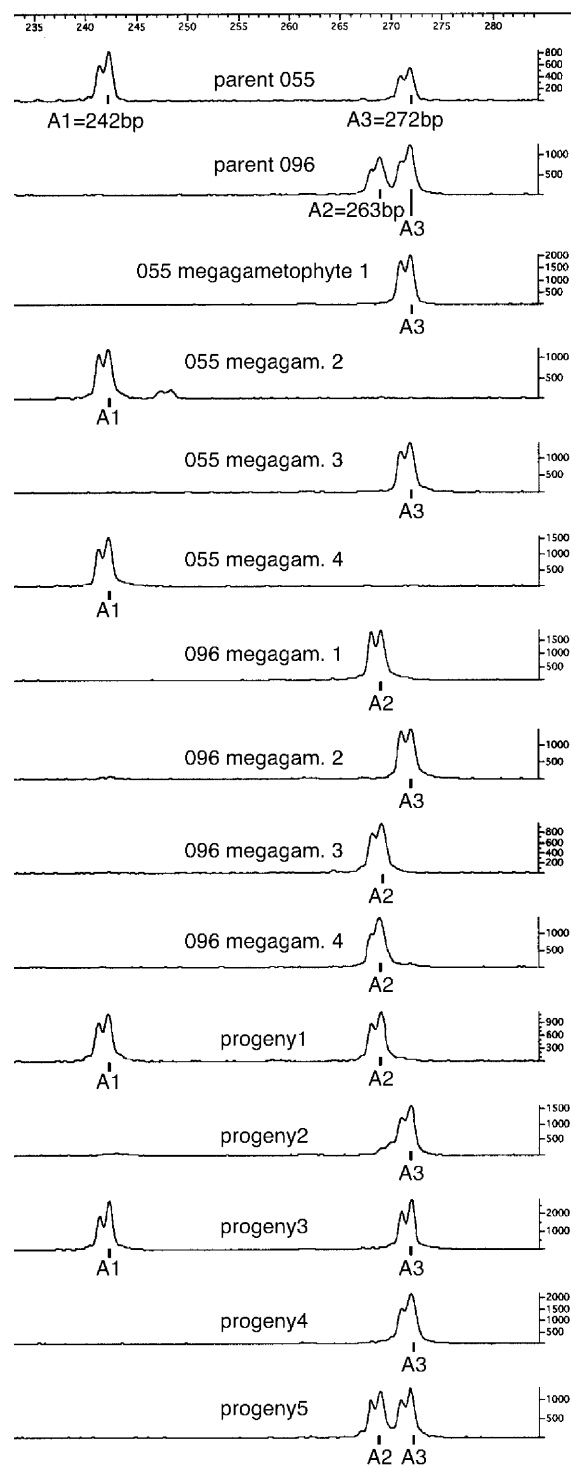 235 240 245 250 255 260 265 270 275 280
parent 055
800
600
400
200
A1=242bp
A3=272bp
parent 096
1000
500
A2=263bp
A3
055 megagametophyte 1
2000
1500
1000
500
A3
055 megagam. 2
1000
500
A1
055 megagam. 3
1000
500
A3
055 megagam. 4
1500
1000
500
A1
096 megagam. 1
1500
1000
500
A2
096 megagam. 2
1000
500
A3
096 megagam. 3
800
600
400
200
A2
096 megagam. 4
1000
500
A2
progeny1
900
600
300
A1
A2
progeny2
1500
1000
500
A3
progeny3
2000
1000
A1
A3
progeny4
2000
1500
1000
500
A3
progeny5
1000
500
A2
A3